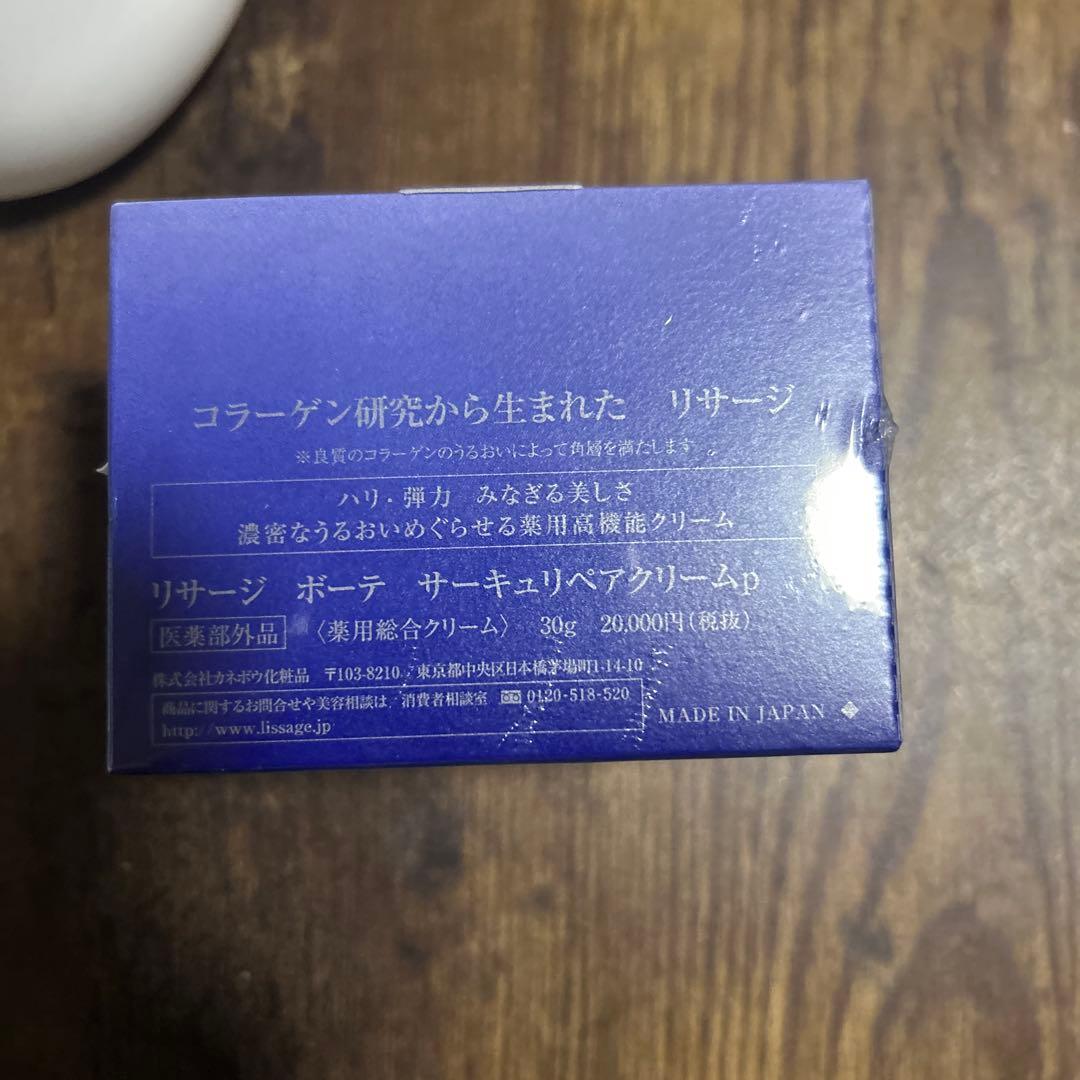 コラーゲン研究から生まれた　リサージ
※良質のコラーゲンのうるおいによって角層を満たします
ハリ・弾力　みなぎる美しさ
濃密なうるおいめぐらせる薬用高機能クリーム
リサージ　ボーテ　サーキュリペアクリームp
医薬部外品　〈薬用総合クリーム〉　30g　20,000円(税抜)
株式会社カネボウ化粧品　〒103-8210　東京都中央区日本橋茅場町1-14-10
商品に関するお問合せや美容相談は　消費者相談室　0120-518-520
http://www.lissage.jp
MADE IN JAPAN